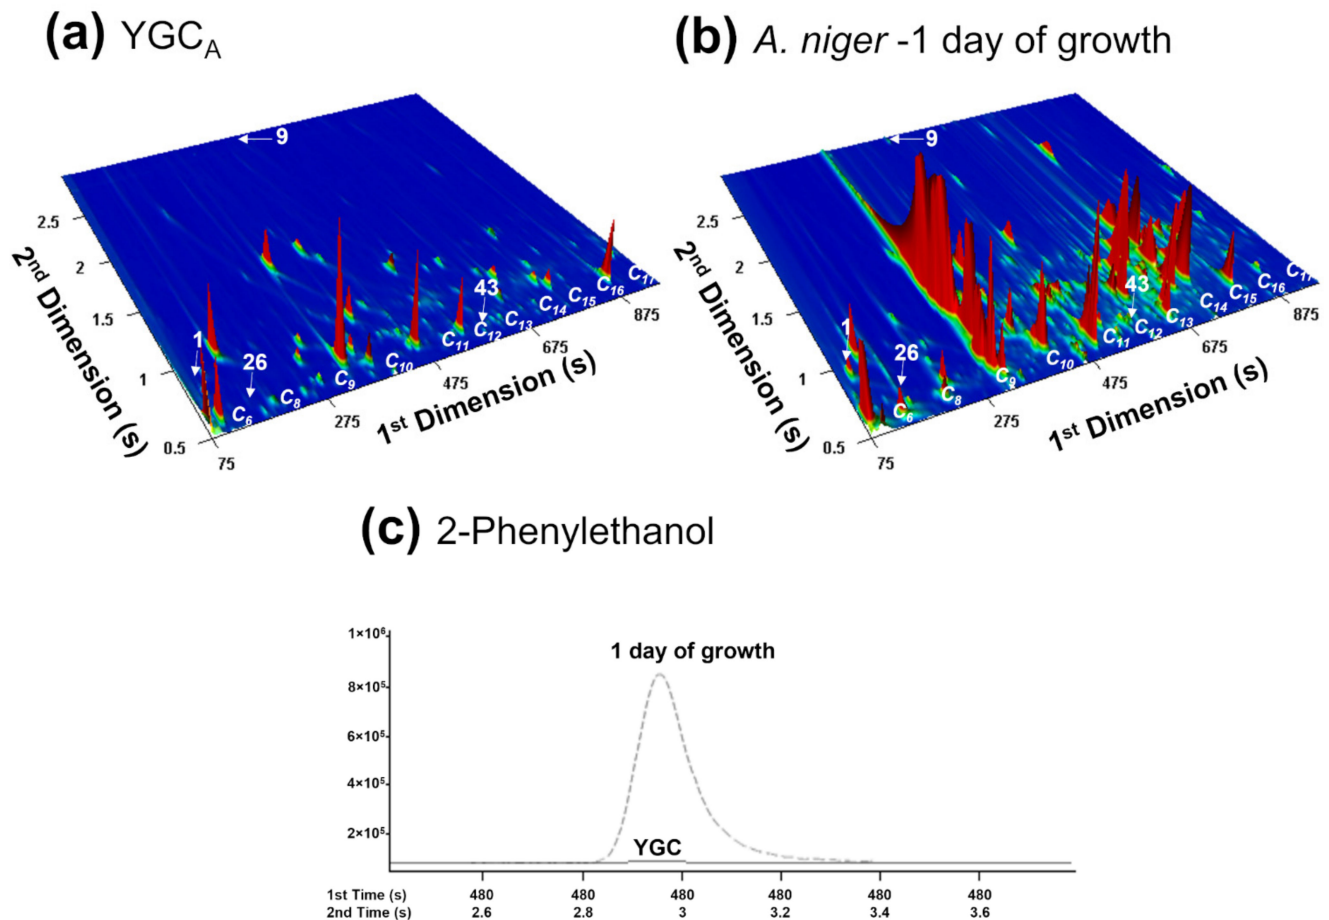 (a) YGC_A
(b) A. niger -1 day of growth
9
2.5
2
1.5
1
0.5
2nd Dimension (s)
1
26
43
C6
C8
C9
C10
C11
C12
C13
C14
C15
C16
C17
75
275
475
675
875
1st Dimension (s)
9
2.5
2
1.5
1
0.5
2nd Dimension (s)
1
26
43
C6
C8
C9
C10
C11
C12
C13
C14
C15
C16
C17
75
275
475
675
875
1st Dimension (s)
(c) 2-Phenylethanol
1×10⁶
8×10⁵
6×10⁵
4×10⁵
2×10⁵
1 day of growth
YGC
1st Time (s) 480 480 480 480 480 480
2nd Time (s) 2.6 2.8 3 3.2 3.4 3.6